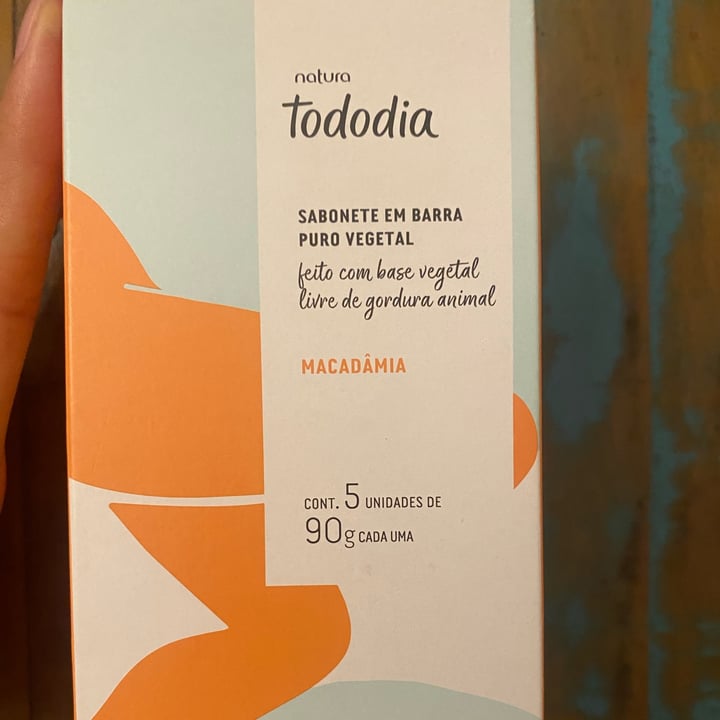 natura
tododia
SABONETE EM BARRA
PURO VEGETAL
feito com base vegetal
livre de gordura animal
MACADÂMIA
CONT. 5 UNIDADES DE
90g CADA UMA